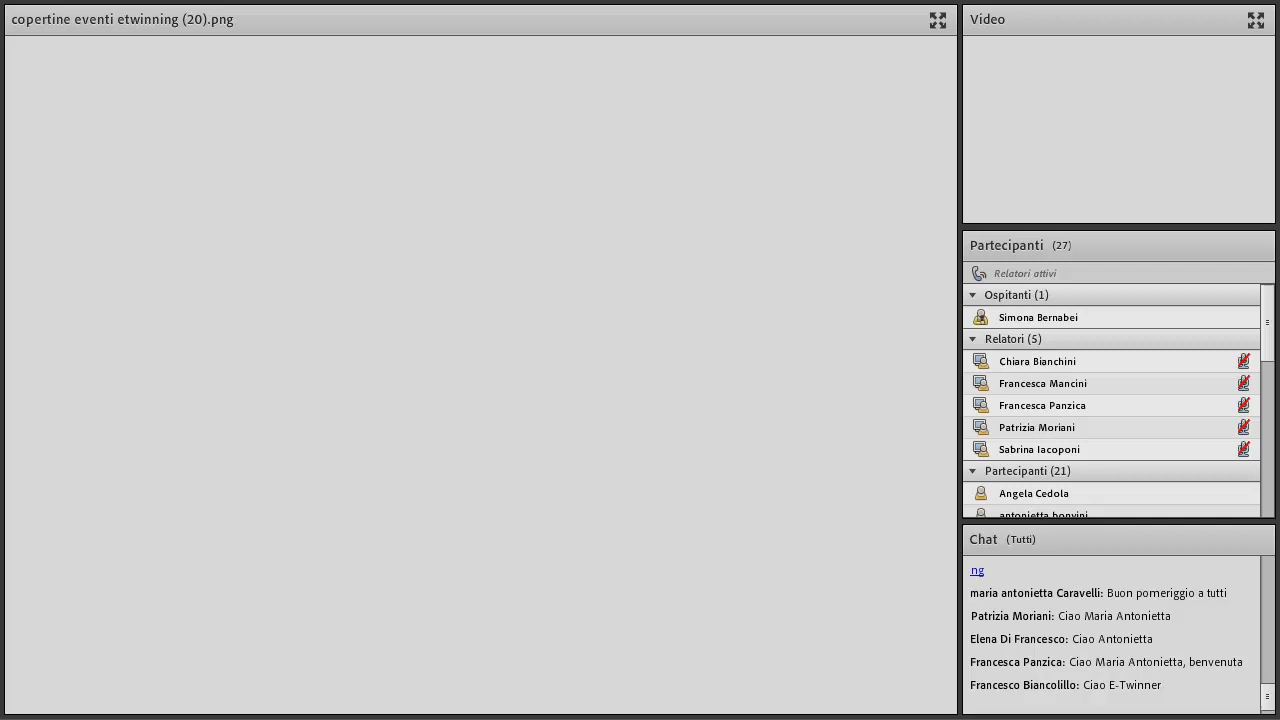 copertine eventi etwinning (20).png
Video
Partecipanti (27)
Relatori attivi
Ospitanti (1)
Simona Bernabei
Relatori (5)
Chiara Bianchini
Francesca Mancini
Francesca Panzica
Patrizia Moriani
Sabrina Iacoponi
Partecipanti (21)
Angela Cedola
antonietta bonvini
Chat (Tutti)
ng
maria antonietta Caravelli: Buon pomeriggio a tutti
Patrizia Moriani: Ciao Maria Antonietta
Elena Di Francesco: Ciao Antonietta
Francesca Panzica: Ciao Maria Antonietta, benvenuta
Francesco Biancolillo: Ciao E-Twinner